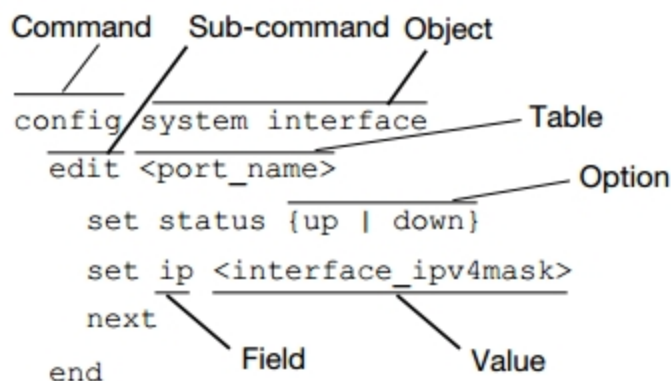 Command Sub-command Object
config system interface
Table
edit <port_name>
Option
set status {up | down}
set ip <interface_ipv4mask>
next
Field Value
end